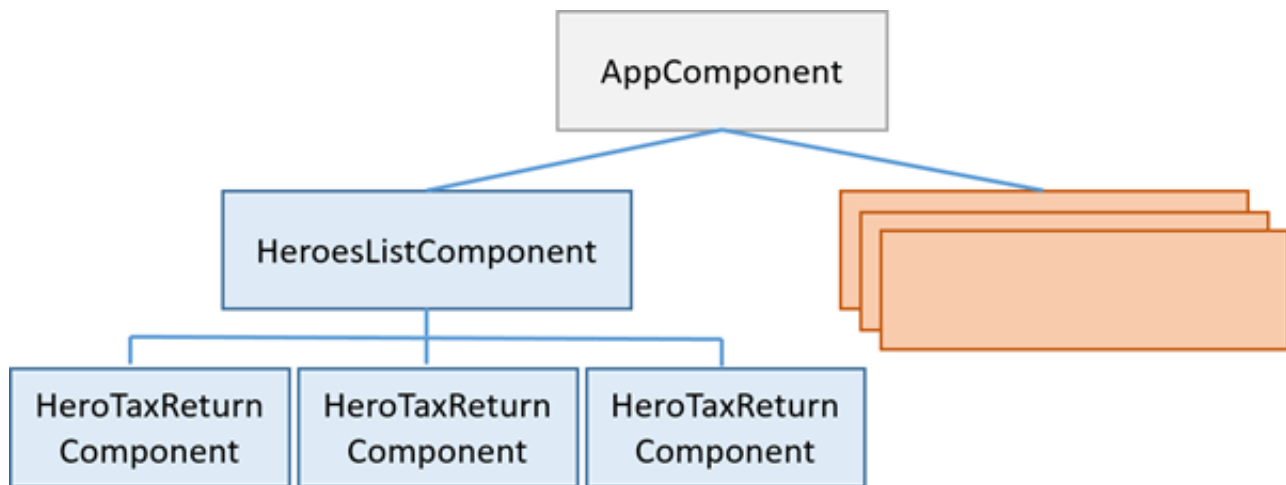 AppComponent
HeroesListComponent
HeroTaxReturn
Component
HeroTaxReturn
Component
HeroTaxReturn
Component